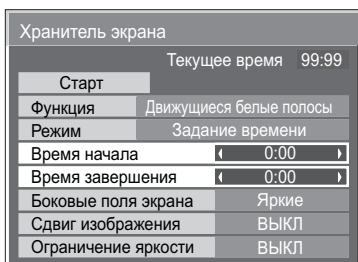 Хранитель экрана
Текущее время 99:99
Старт
Функция Движущиеся белые полосы
Режим Задание времени
Время начала 0:00
Время завершения 0:00
Боковые поля экрана Яркие
Сдвиг изображения ВЫКЛ
Ограничение яркости ВЫКЛ